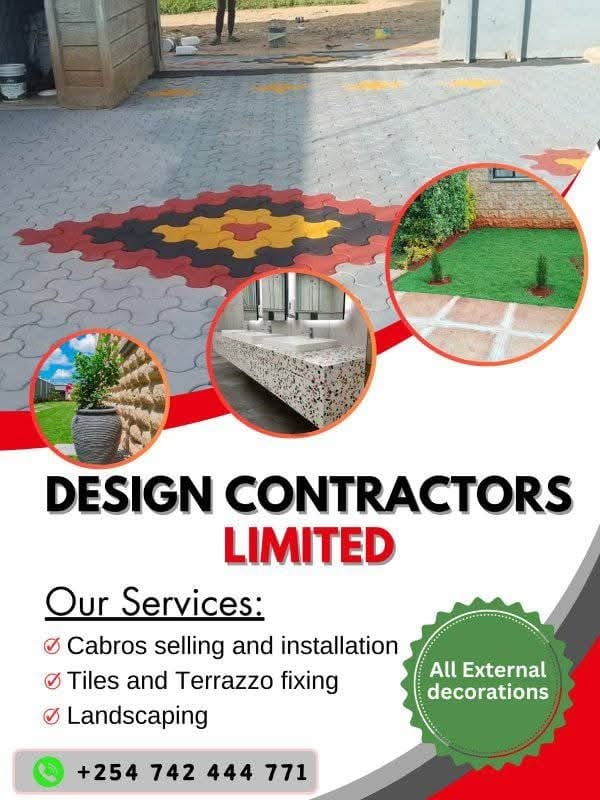 DESIGN CONTRACTORS
LIMITED
Our Services:
Cabros selling and installation
Tiles and Terrazzo fixing
Landscaping
All External
decorations
+254 742 444 771